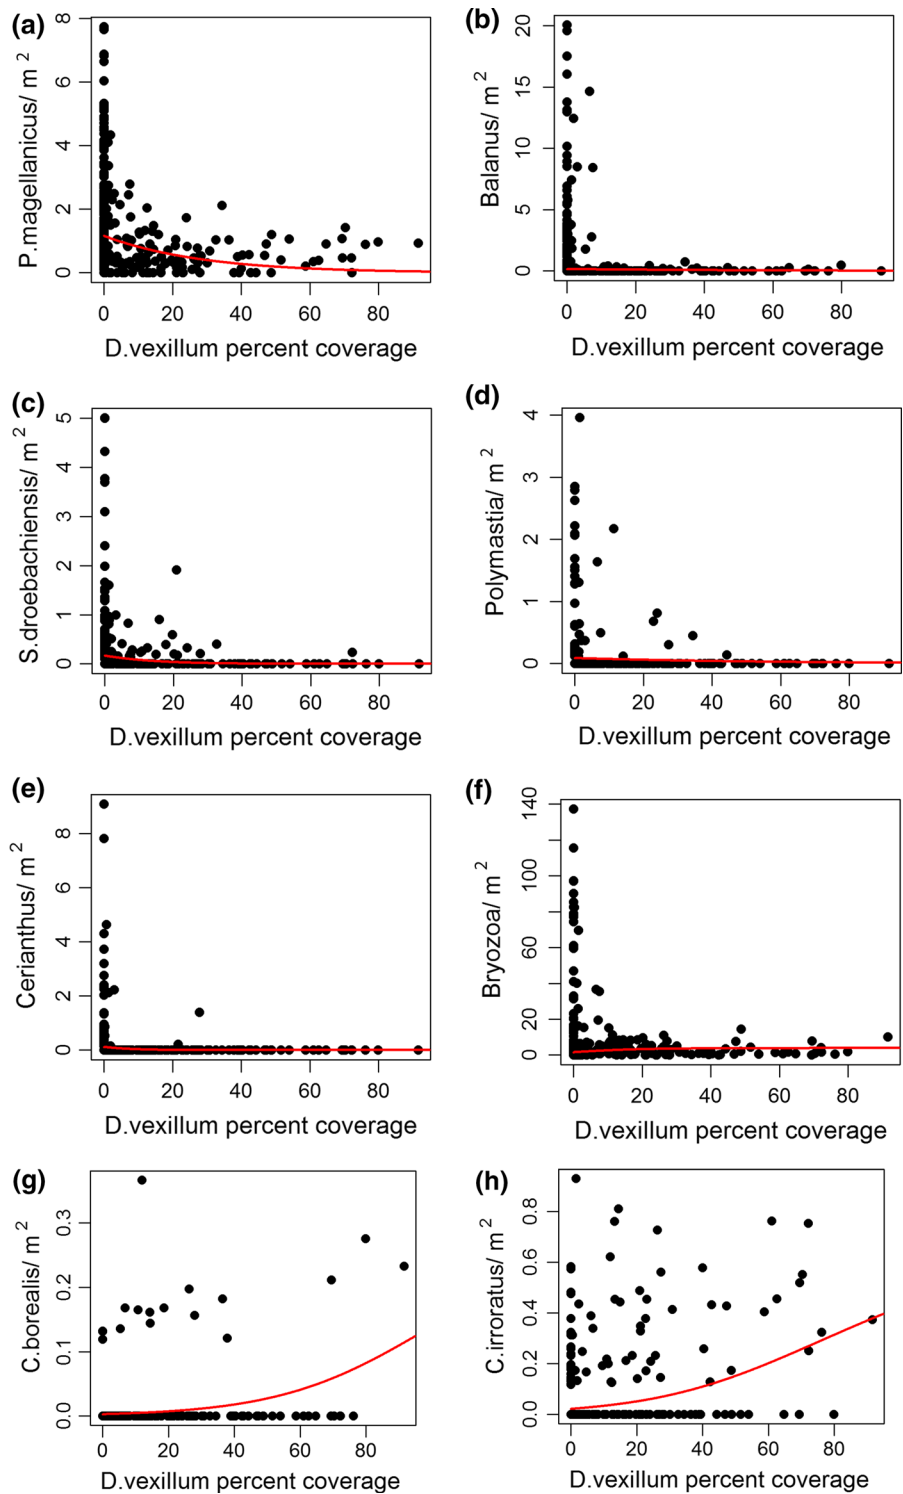 (a)
P.magellanicus/ m 2
8
6
4
2
0
0 20 40 60 80
D.vexillum percent coverage
(b)
Balanus/ m 2
20
15
10
5
0
0 20 40 60 80
D.vexillum percent coverage
(c)
S.droebachiensis/ m 2
5
4
3
2
1
0
0 20 40 60 80
D.vexillum percent coverage
(d)
Polymastia/ m 2
4
3
2
1
0
0 20 40 60 80
D.vexillum percent coverage
(e)
Cerianthus/ m 2
8
6
4
2
0
0 20 40 60 80
D.vexillum percent coverage
(f)
Bryozoa/ m 2
140
100
60
20
0
0 20 40 60 80
D.vexillum percent coverage
(g)
C.borealis/ m 2
0.3
0.2
0.1
0.0
0 20 40 60 80
D.vexillum percent coverage
(h)
C.irroratus/ m 2
0.8
0.6
0.4
0.2
0.0
0 20 40 60 80
D.vexillum percent coverage